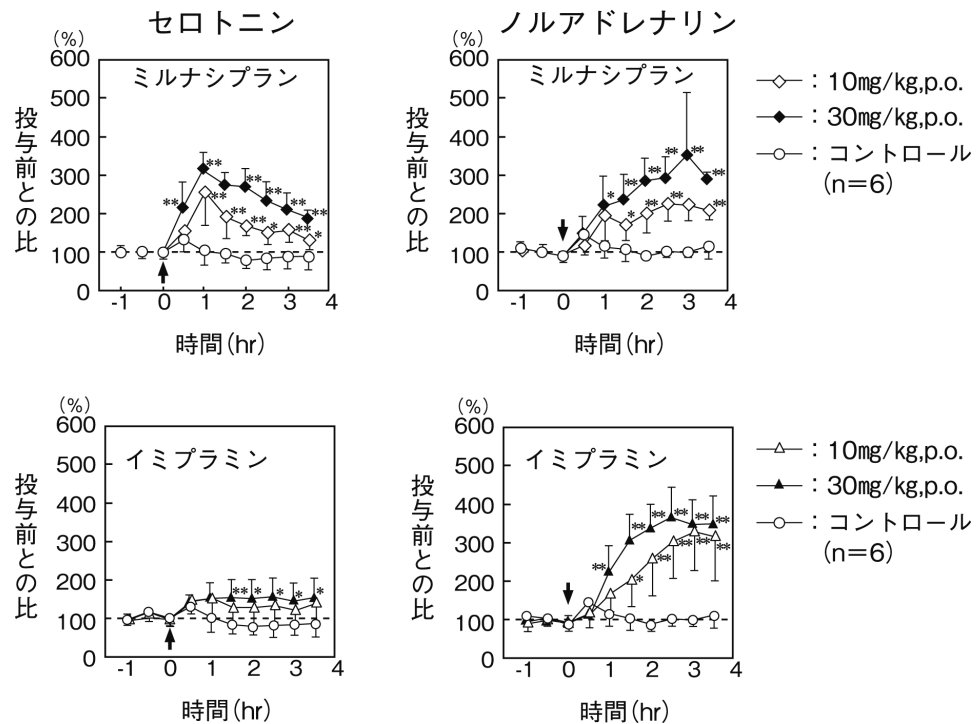 セロトニン
ノルアドレナリン
(%)
600
500
400
300
200
100
0
投与前との比
ミルナシプラン
** ** ** ** ** ** **
** ** ** * ** *
-1 0 1 2 3 4
時間(hr)
(%)
600
500
400
300
200
100
0
投与前との比
ミルナシプラン
* ** ** ** ** **
* ** ** ** **
-1 0 1 2 3 4
時間(hr)
:10mg/kg,p.o.
:30mg/kg,p.o.
:コントロール
(n=6)
(%)
600
500
400
300
200
100
0
投与前との比
イミプラミン
** * * * *
-1 0 1 2 3 4
時間(hr)
(%)
600
500
400
300
200
100
0
投与前との比
イミプラミン
** ** ** ** ** **
* ** ** ** **
-1 0 1 2 3 4
時間(hr)
:10mg/kg,p.o.
:30mg/kg,p.o.
:コントロール
(n=6)